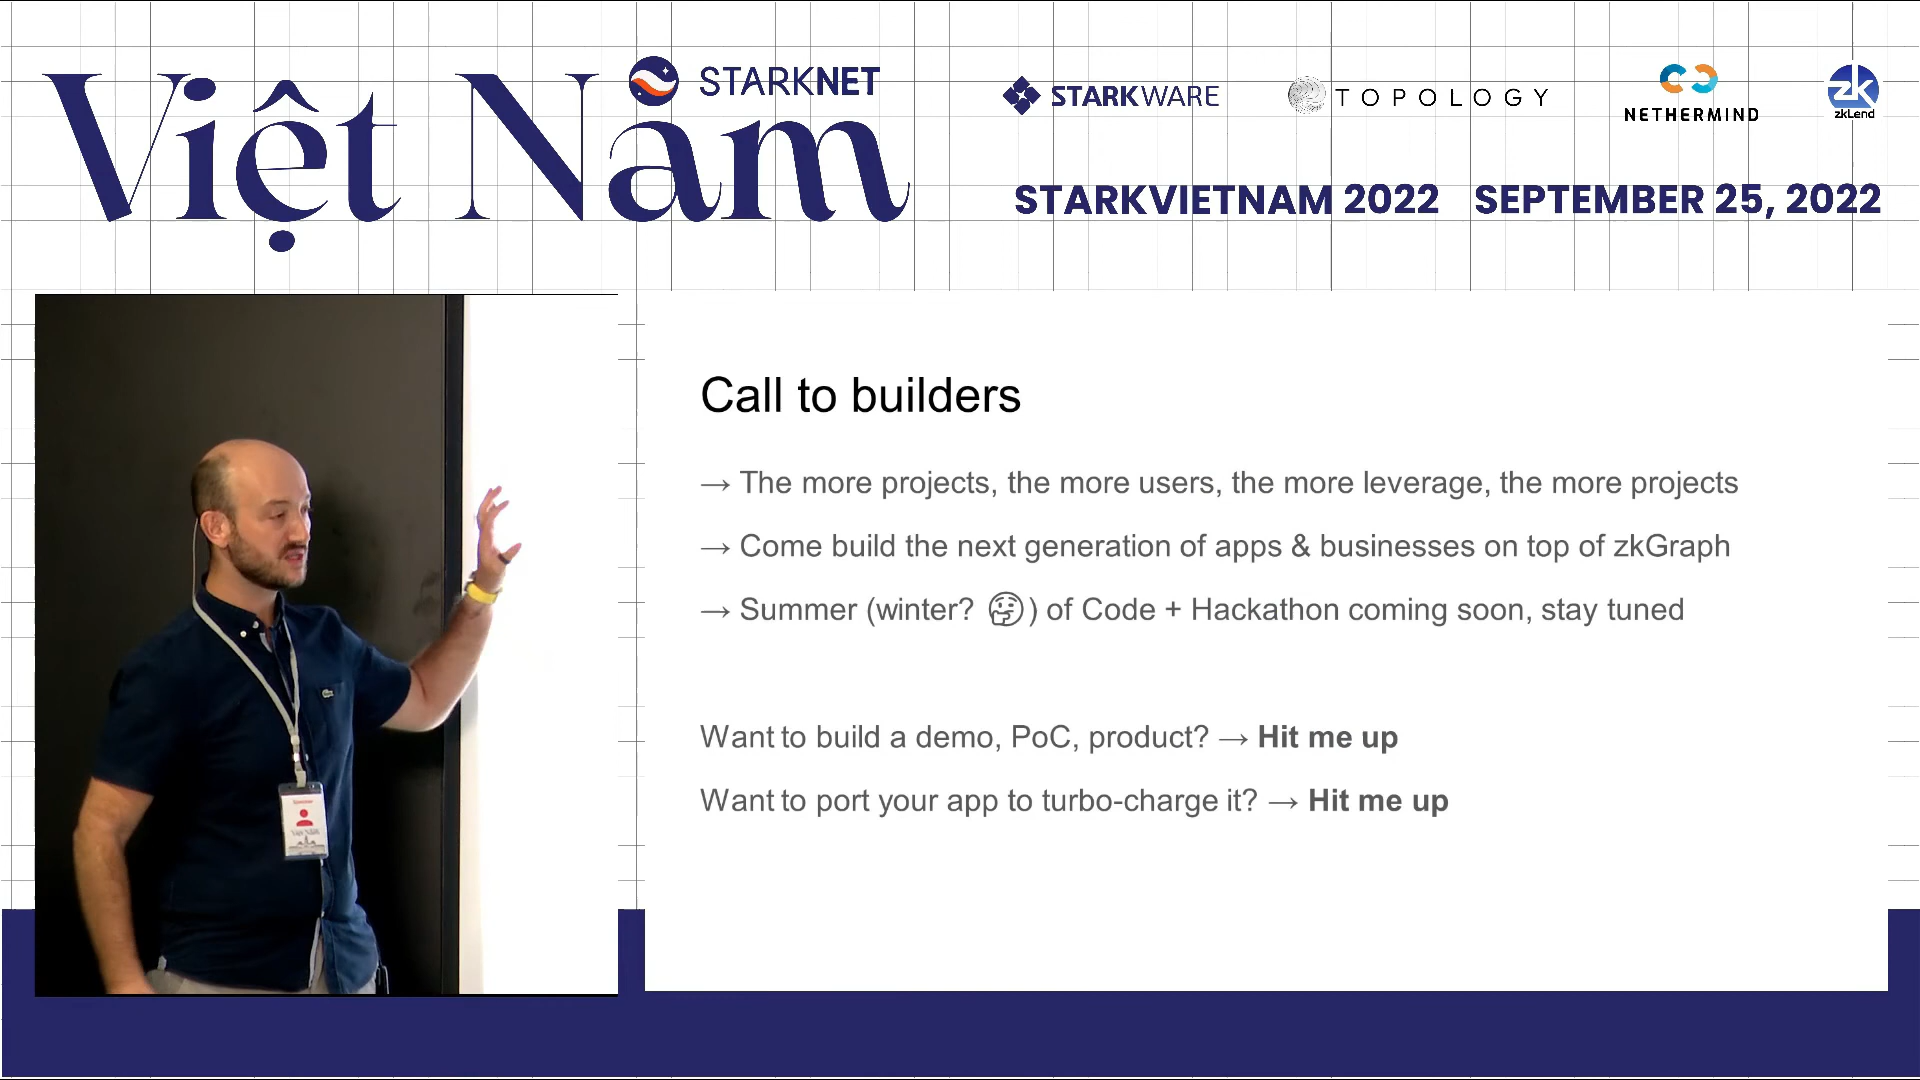 Việt Nam
STARKNET
STARKWARE
TOPOLOGY
NETHERMIND
zk
zkLend
STARKVIETNAM 2022 SEPTEMBER 25, 2022
Call to builders
→ The more projects, the more users, the more leverage, the more projects
→ Come build the next generation of apps & businesses on top of zkGraph
→ Summer (winter? 🤔) of Code + Hackathon coming soon, stay tuned
Want to build a demo, PoC, product? → Hit me up
Want to port your app to turbo-charge it? → Hit me up